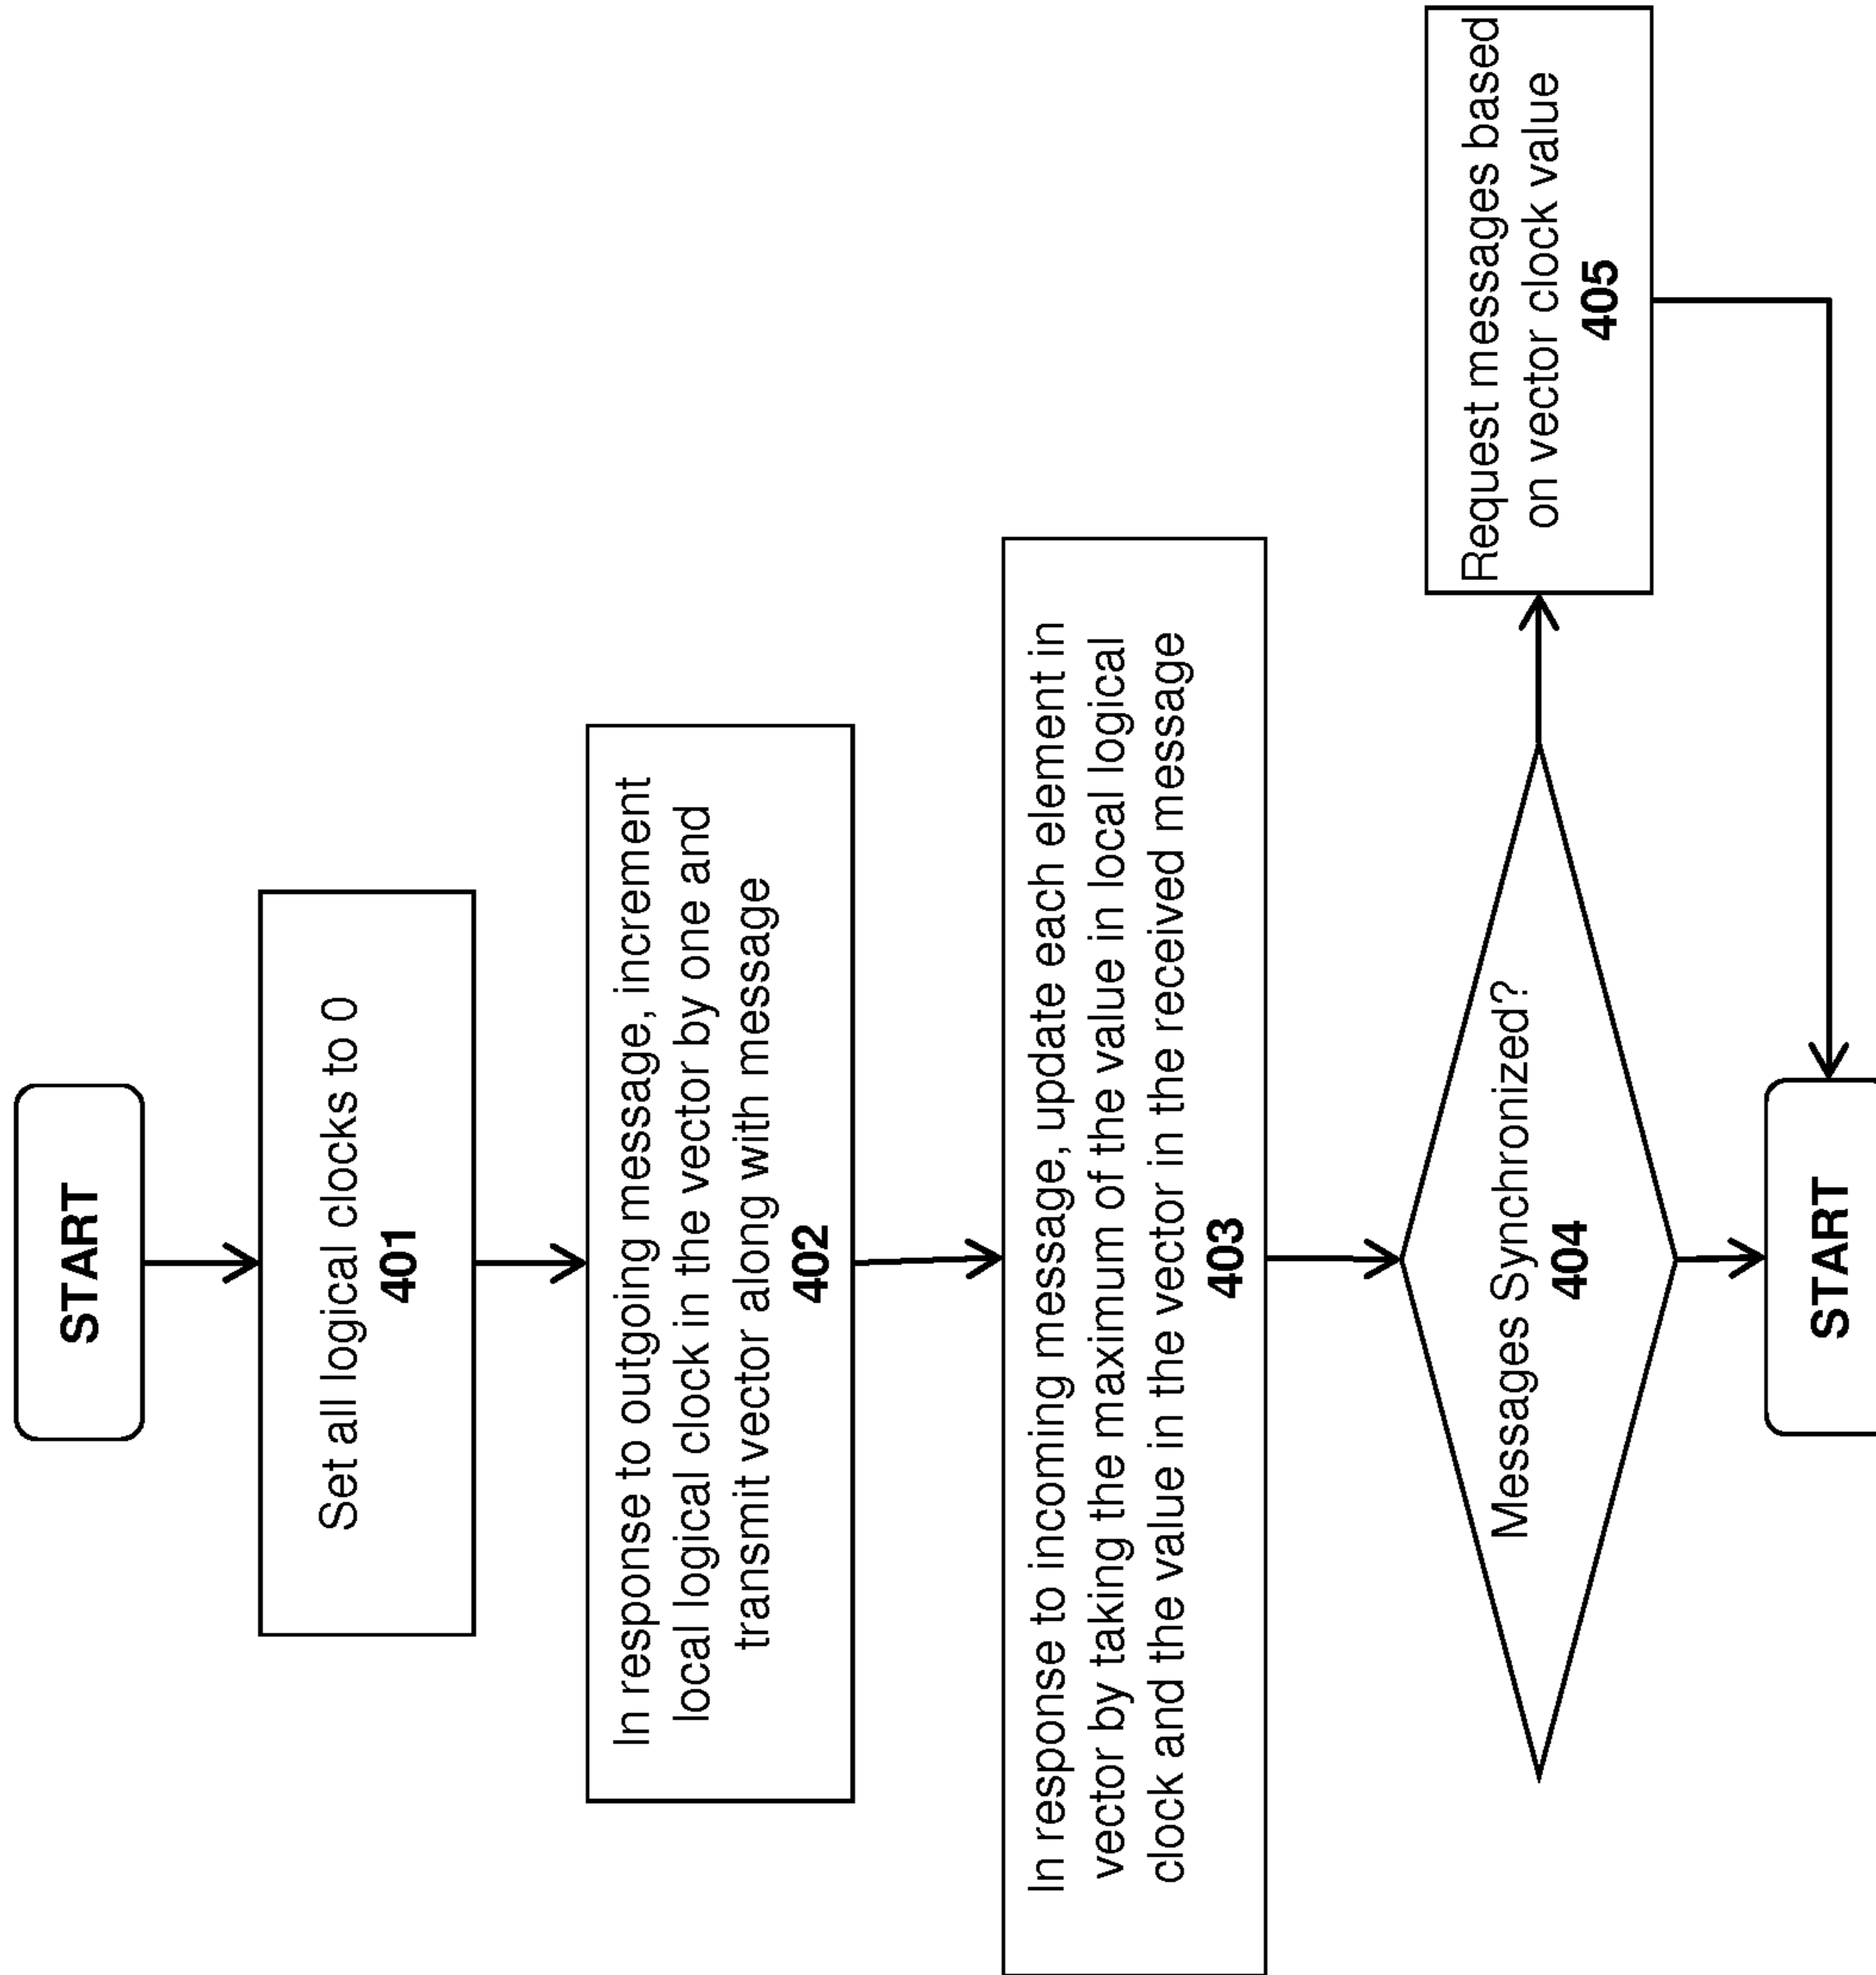 START
Set all logical clocks to 0
401
In response to outgoing message, increment
local logical clock in the vector by one and
transmit vector along with message
402
In response to incoming message, update each element in
vector by taking the maximum of the value in local logical
clock and the value in the vector in the received message
403
Messages Synchronized?
404
Request messages based
on vector clock value
405
START